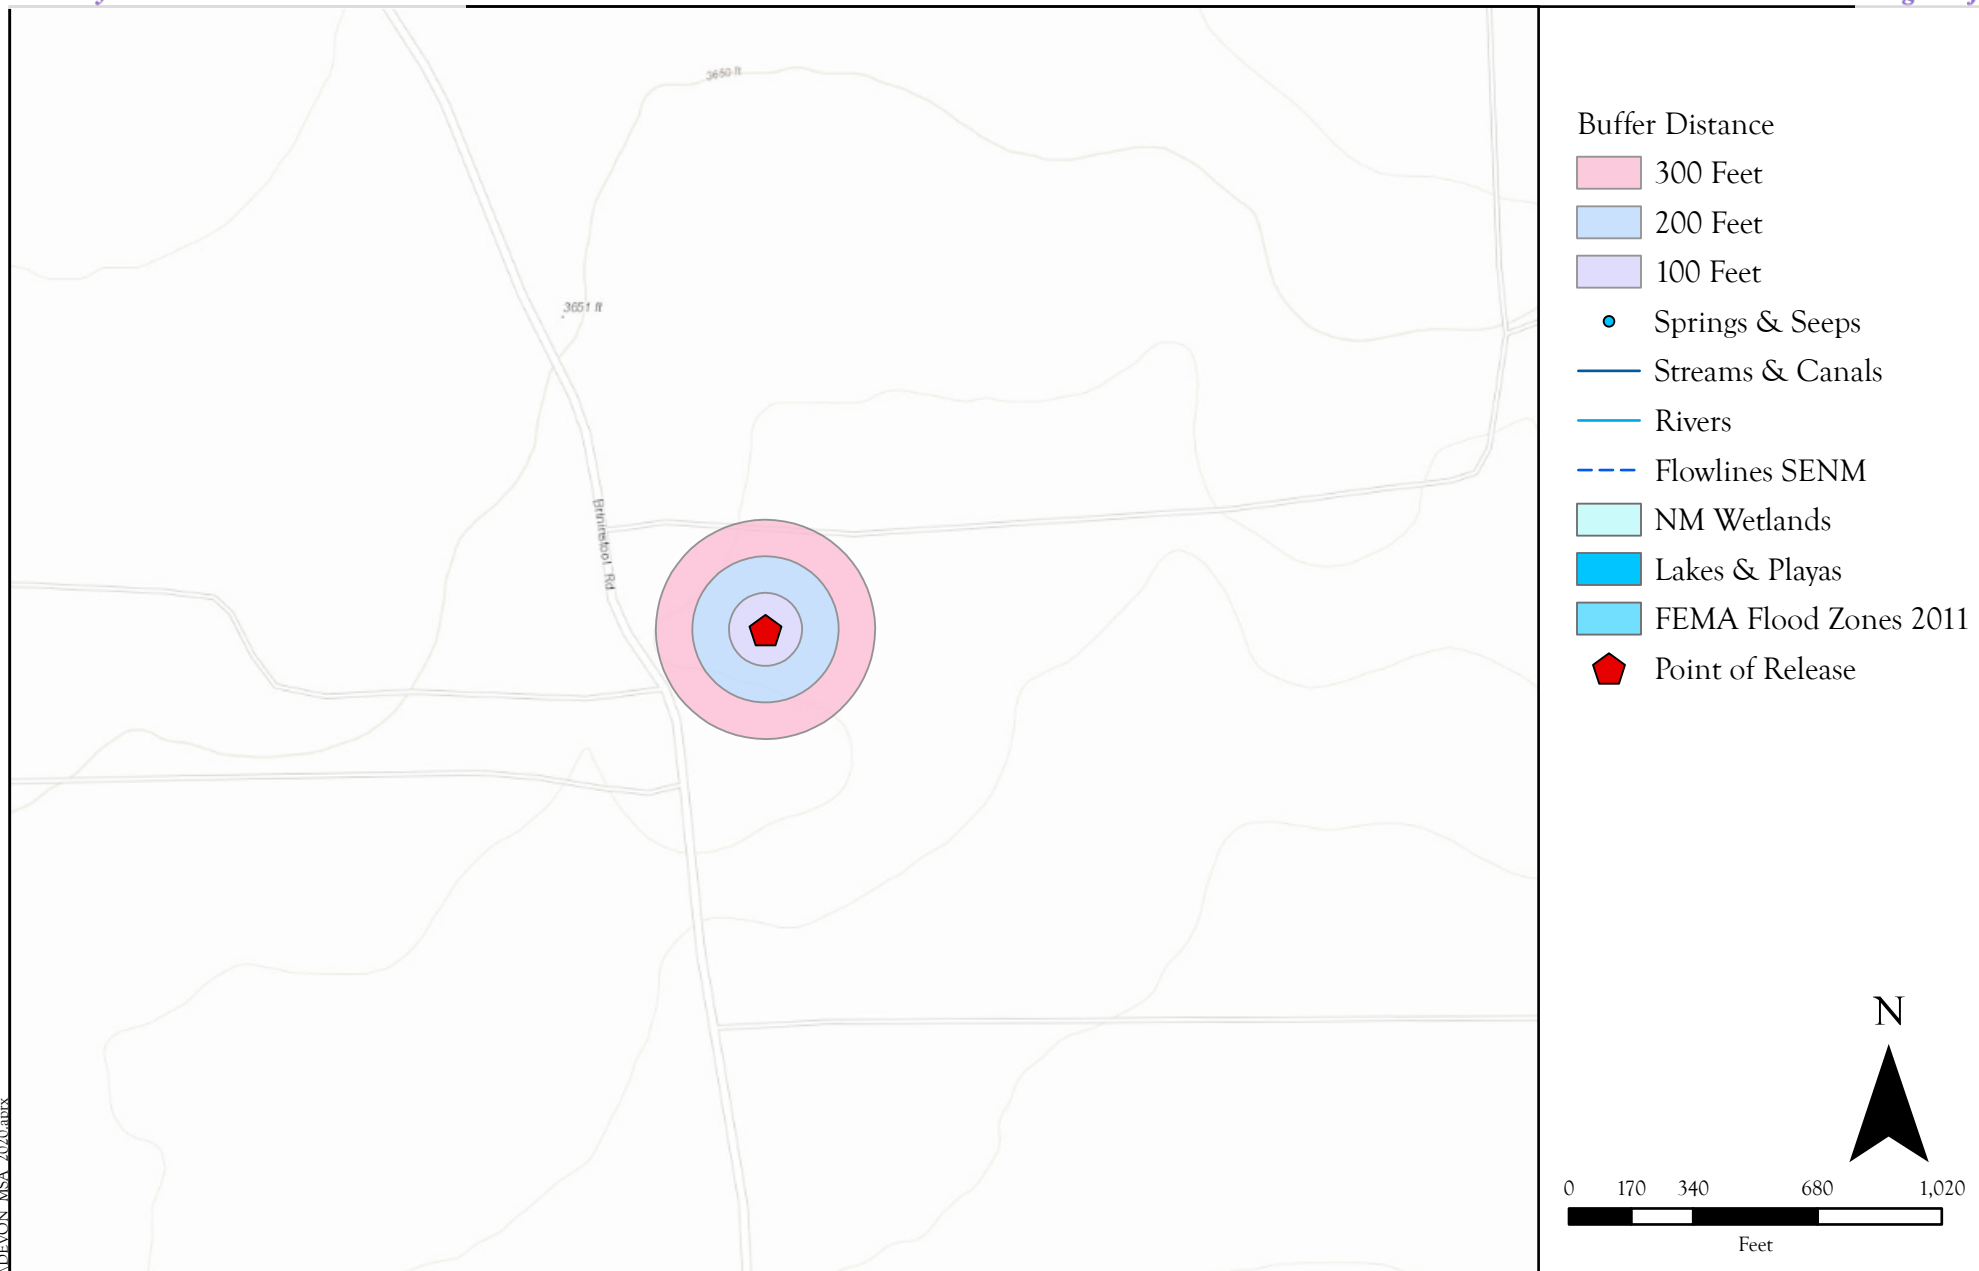 3650 ft
3651 ft
Brininstool Rd
Buffer Distance
300 Feet
200 Feet
100 Feet
Springs & Seeps
Streams & Canals
Rivers
Flowlines SENM
NM Wetlands
Lakes & Playas
FEMA Flood Zones 2011
Point of Release
N
0 170 340 680 1,020
Feet